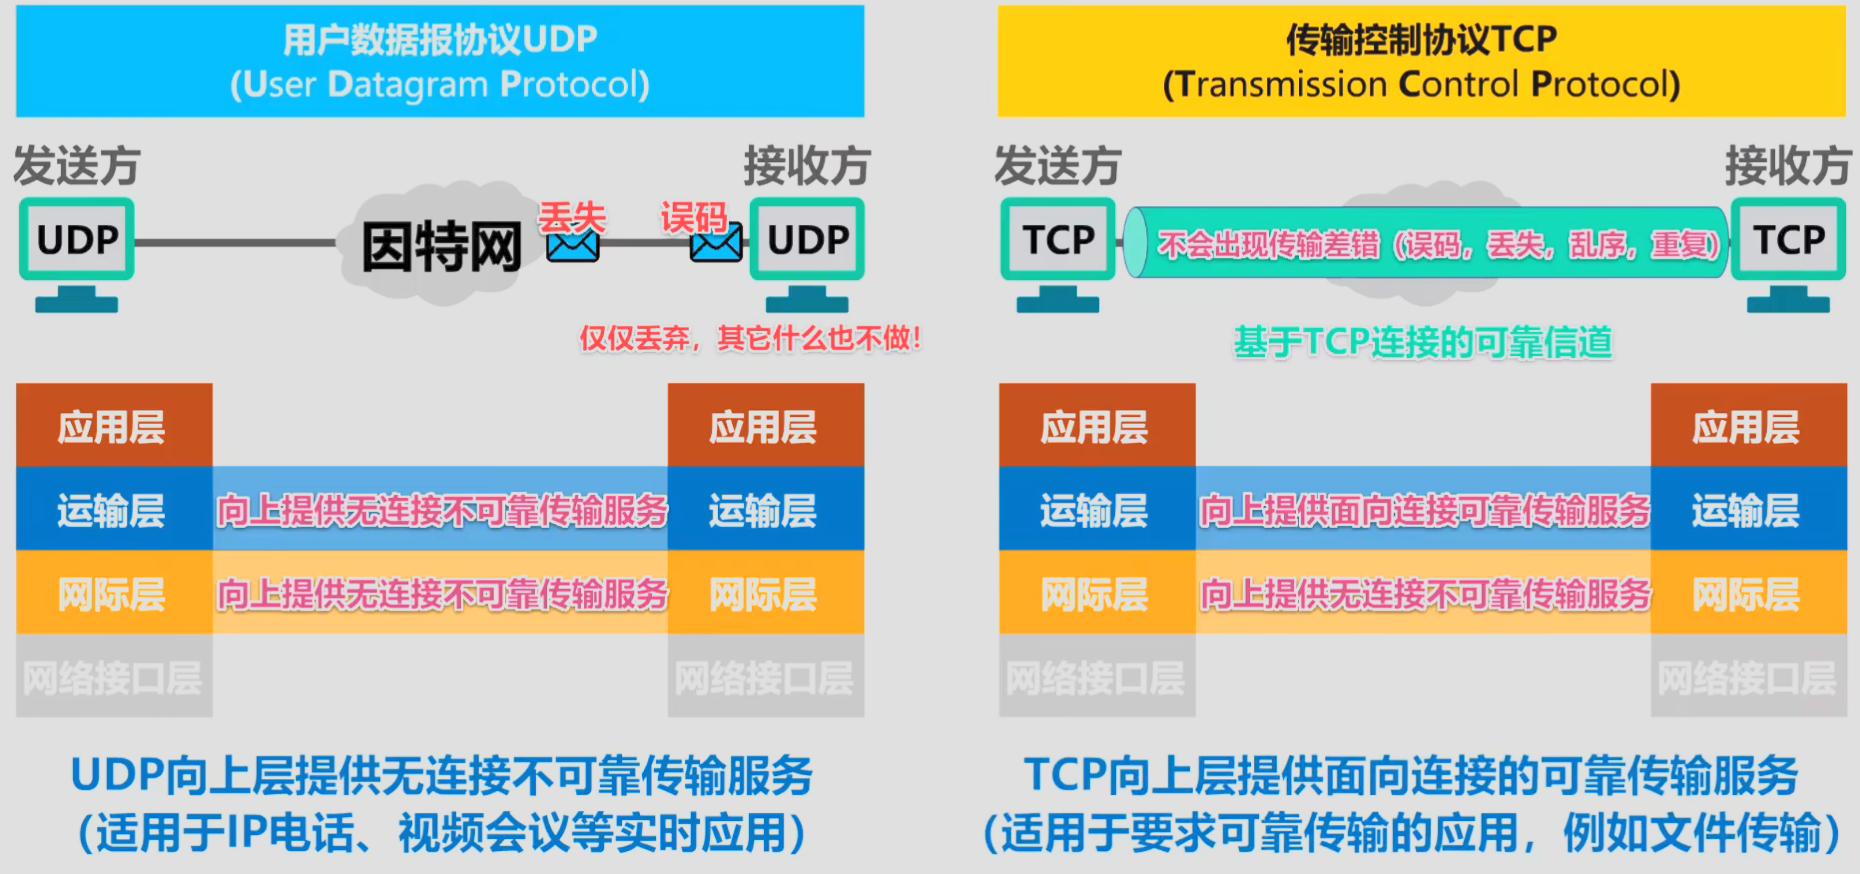 用户数据报协议UDP
(User Datagram Protocol)
发送方
接收方
UDP
因特网
丢失
误码
UDP
仅仅丢弃，其它什么也不做！
应用层
应用层
运输层
向上提供无连接不可靠传输服务
运输层
网际层
向上提供无连接不可靠传输服务
网际层
网络接口层
网络接口层
UDP向上层提供无连接不可靠传输服务
（适用于IP电话、视频会议等实时应用）
传输控制协议TCP
(Transmission Control Protocol)
发送方
接收方
TCP
不会出现传输差错（误码，丢失，乱序，重复）
TCP
基于TCP连接的可靠信道
应用层
应用层
运输层
向上提供面向连接可靠传输服务
运输层
网际层
向上提供无连接不可靠传输服务
网际层
网络接口层
网络接口层
TCP向上层提供面向连接的可靠传输服务
（适用于要求可靠传输的应用，例如文件传输）